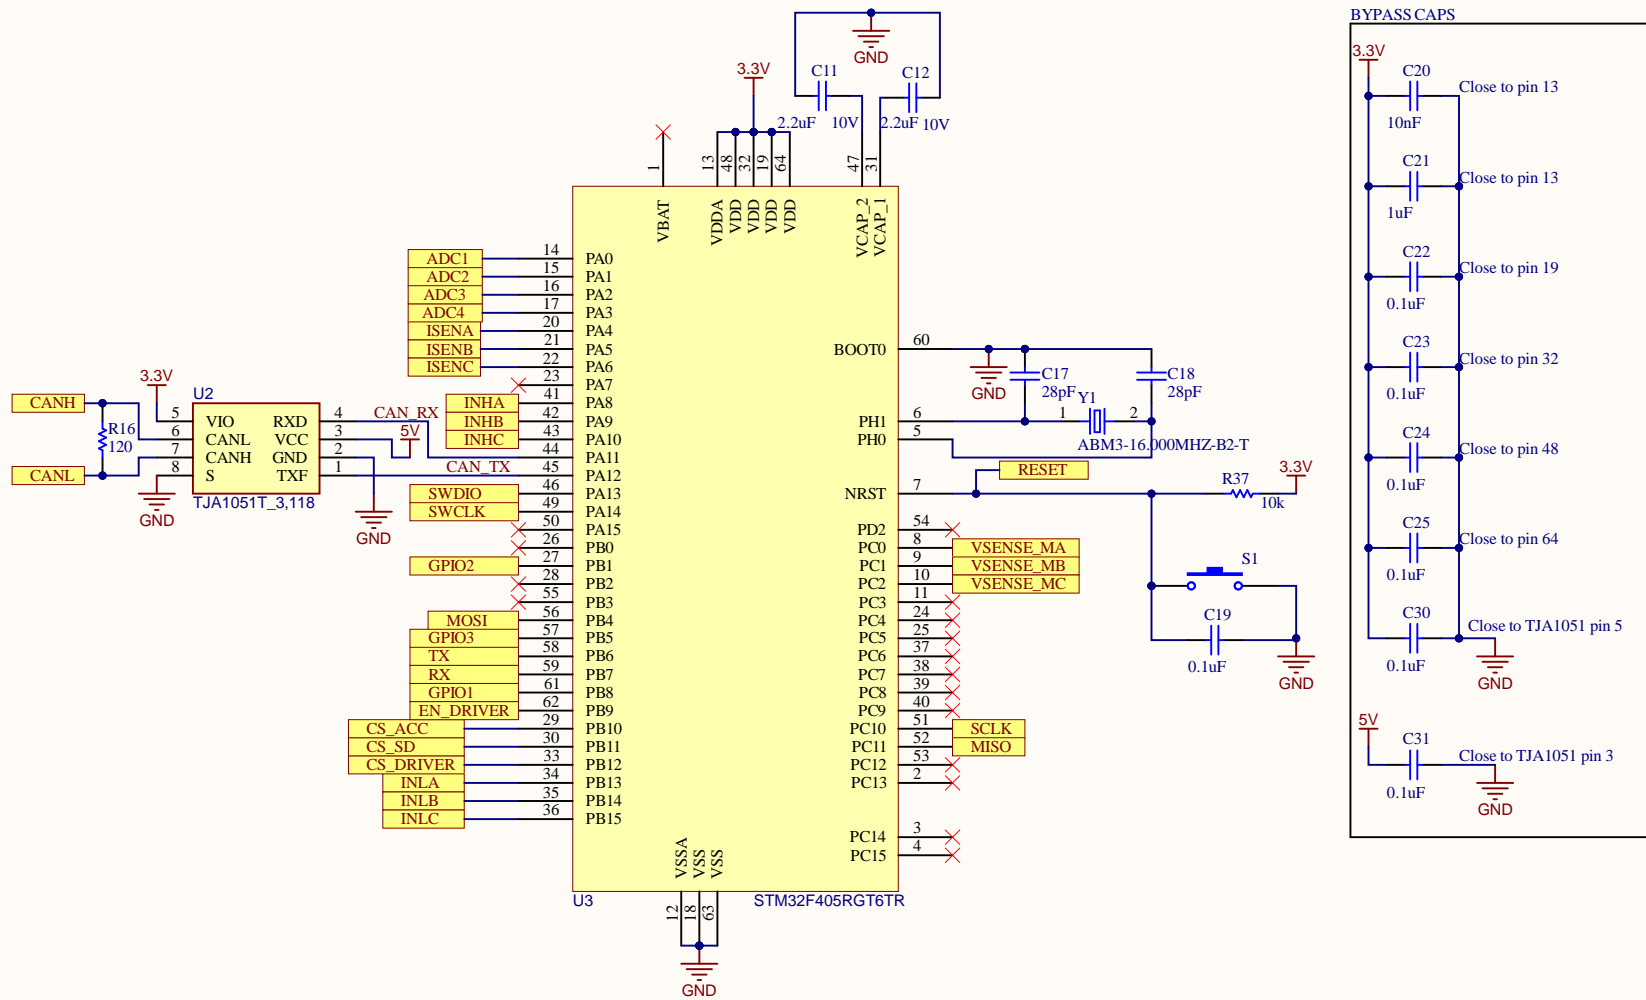 BYPASS CAPS
GND
3.3V
C11
2.2uF 10V
C12
2.2uF 10V
1
13
48
32
19
64
47
31
VBAT
VDDA
VDD
VDD
VDD
VDD
VCAP_2
VCAP_1
ADC1 14 PA0
ADC2 15 PA1
ADC3 16 PA2
ADC4 17 PA3
ISENA 20 PA4
ISENB 21 PA5
ISENC 22 PA6
23 PA7
INHA 41 PA8
INHB 42 PA9
INHC 43 PA10
44 PA11
45 PA12
SWDIO 46 PA13
SWCLK 49 PA14
50 PA15
26 PB0
GPIO2 27 PB1
28 PB2
55 PB3
MOSI 56 PB4
GPIO3 57 PB5
TX 58 PB6
RX 59 PB7
GPIO1 61 PB8
EN_DRIVER 62 PB9
CS_ACC 29 PB10
CS_SD 30 PB11
CS_DRIVER 33 PB12
INLA 34 PB13
INLB 35 PB14
INLC 36 PB15
CANH
CANL
R16
120
3.3V
U2
5 VIO RXD 4
6 CANL VCC 3
7 CANH GND 2
8 S TXF 1
TJA1051T_3,118
GND
CAN_RX
5V
CAN_TX
GND
BOOT0 60
PH1 6
PH0 5
NRST 7
PD2 54
PC0 8 VSENSE_MA
PC1 9 VSENSE_MB
PC2 10 VSENSE_MC
PC3 11
PC4 24
PC5 25
PC6 37
PC7 38
PC8 39
PC9 40
PC10 51 SCLK
PC11 52 MISO
PC12 53
PC13 2
PC14 3
PC15 4
GND
C17
28pF
C18
28pF
Y1
1 2
ABM3-16.000MHZ-B2-T
RESET
R37
10k
3.3V
S1
C19
0.1uF
GND
VSSA
VSS
VSS
12
18
63
GND
U3
STM32F405RGT6TR
3.3V
C20 Close to pin 13
10nF
C21 Close to pin 13
1uF
C22 Close to pin 19
0.1uF
C23 Close to pin 32
0.1uF
C24 Close to pin 48
0.1uF
C25 Close to pin 64
0.1uF
C30 Close to TJA1051 pin 5
0.1uF
GND
5V
C31 Close to TJA1051 pin 3
0.1uF
GND